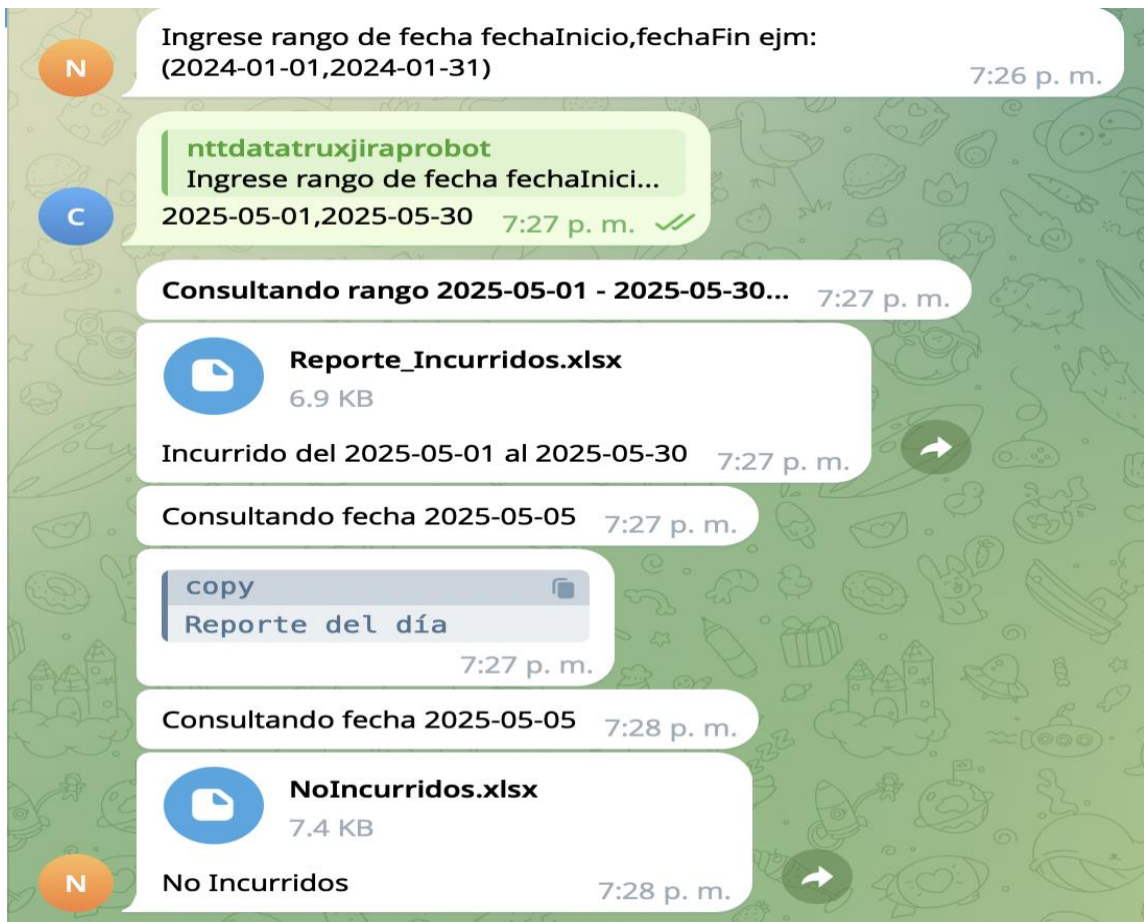 Ingrese rango de fecha fechaInicio,fechaFin ejm:
(2024-01-01,2024-01-31)
7:26 p. m.
N
nttdatatruxjiraprobot
Ingrese rango de fecha fechaInici...
2025-05-01,2025-05-30 7:27 p. m.
C
Consultando rango 2025-05-01 - 2025-05-30... 7:27 p. m.
Reporte_Incurridos.xlsx
6.9 KB
Incurrido del 2025-05-01 al 2025-05-30 7:27 p. m.
Consultando fecha 2025-05-05 7:27 p. m.
copy
Reporte del día
7:27 p. m.
Consultando fecha 2025-05-05 7:28 p. m.
NoIncurridos.xlsx
7.4 KB
No Incurridos 7:28 p. m.
N